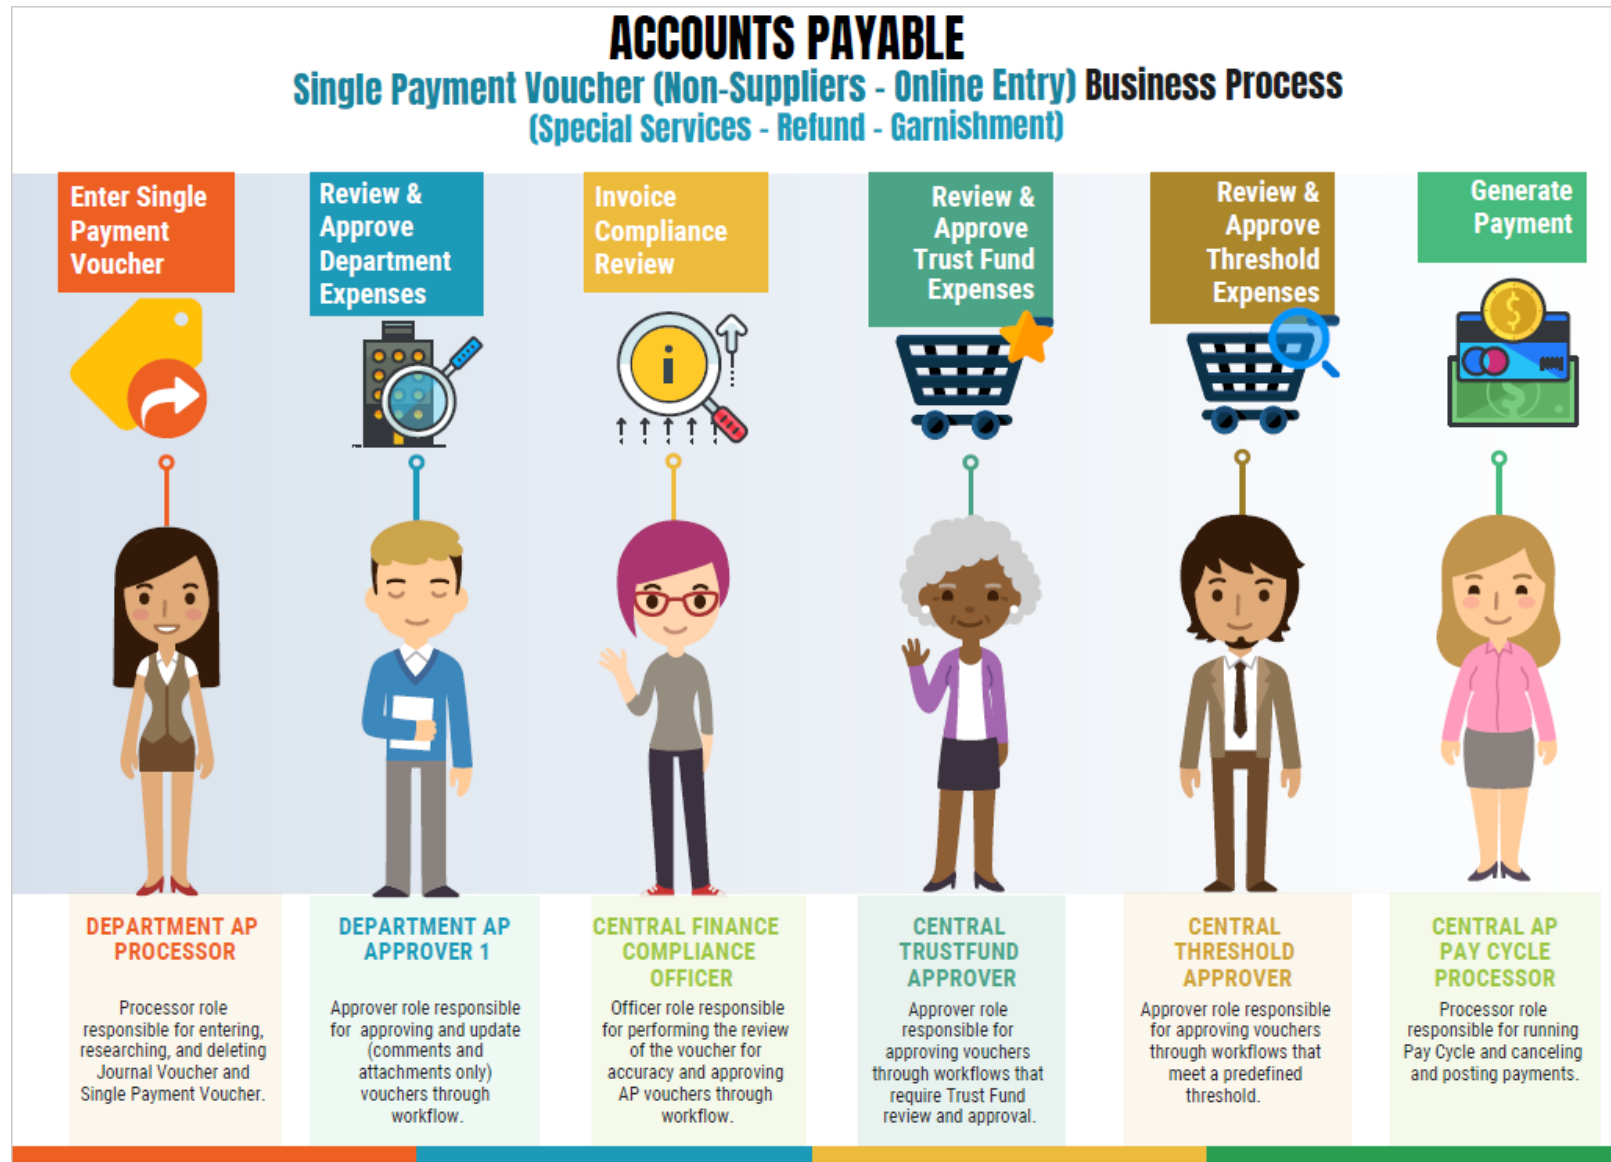 ACCOUNTS PAYABLE
Single Payment Voucher (Non-Suppliers - Online Entry) Business Process
(Special Services - Refund - Garnishment)
Enter Single
Payment
Voucher
Review &
Approve
Department
Expenses
Invoice
Compliance
Review
Review &
Approve
Trust Fund
Expenses
Review &
Approve
Threshold
Expenses
Generate
Payment
DEPARTMENT AP
PROCESSOR
Processor role
responsible for entering,
researching, and deleting
Journal Voucher and
Single Payment Voucher.
DEPARTMENT AP
APPROVER 1
Approver role responsible
for approving and update
(comments and
attachments only)
vouchers through
workflow.
CENTRAL FINANCE
COMPLIANCE
OFFICER
Officer role responsible
for performing the review
of the voucher for
accuracy and approving
AP vouchers through
workflow.
CENTRAL
TRUSTFUND
APPROVER
Approver role
responsible for
approving vouchers
through workflows that
require Trust Fund
review and approval.
CENTRAL
THRESHOLD
APPROVER
Approver role responsible
for approving vouchers
through workflows that
meet a predefined
threshold.
CENTRAL AP
PAY CYCLE
PROCESSOR
Processor role
responsible for running
Pay Cycle and canceling
and posting payments.